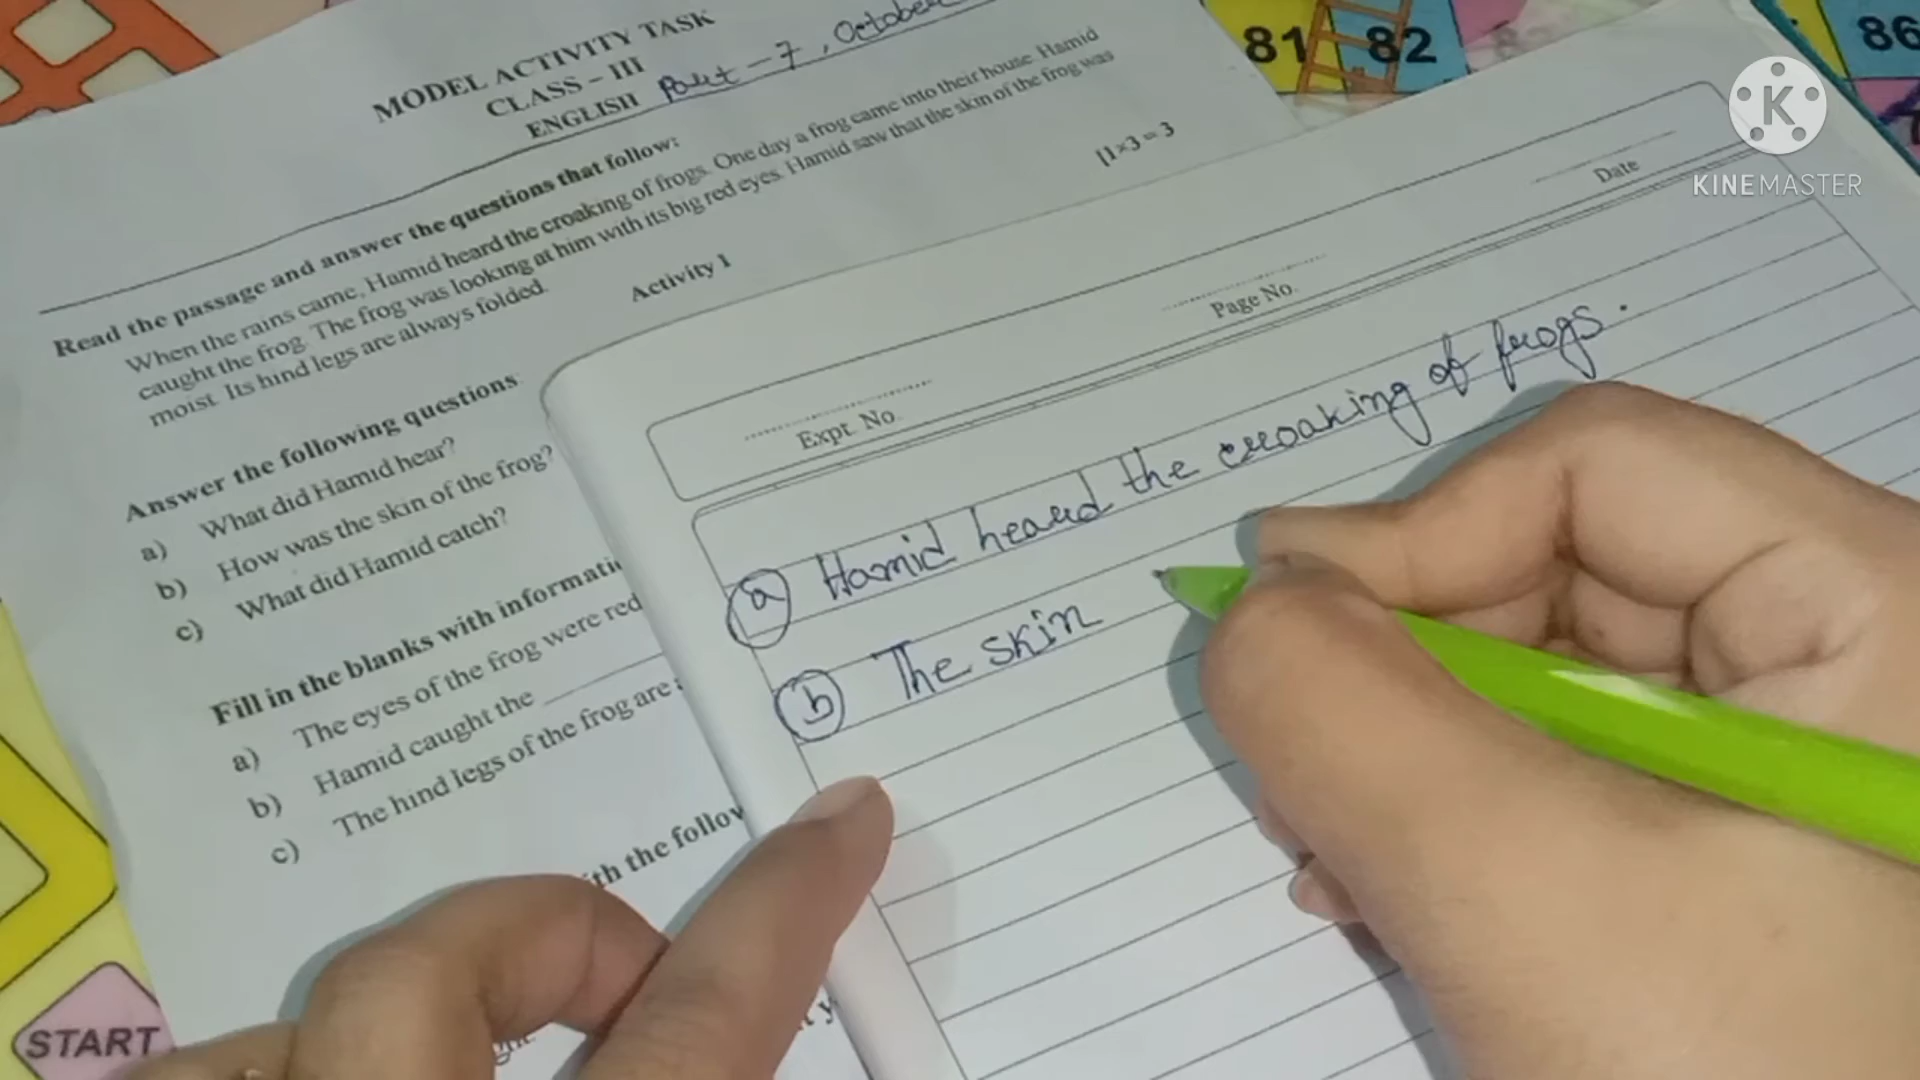 MODEL ACTIVITY TASK
CLASS – III
ENGLISH Part – 7, October
Read the passage and answer the questions that follow:
When the rains came, Hamid heard the croaking of frogs. One day a frog came into their house. Hamid
caught the frog. The frog was looking at him with its big red eyes. Hamid saw that the skin of the frog was
moist. Its hind legs are always folded.
Activity 1
[1×3 = 3
Answer the following questions
a) What did Hamid hear?
b) How was the skin of the frog?
c) What did Hamid catch?
Fill in the blanks with informati
a) The eyes of the frog were red
b) Hamid caught the
c) The hind legs of the frog are
th the follow
Expt. No.
Page No.
Date
a Hamid heard the croaking of frogs.
b The skin
81
82
86
START
K
KINEMASTER